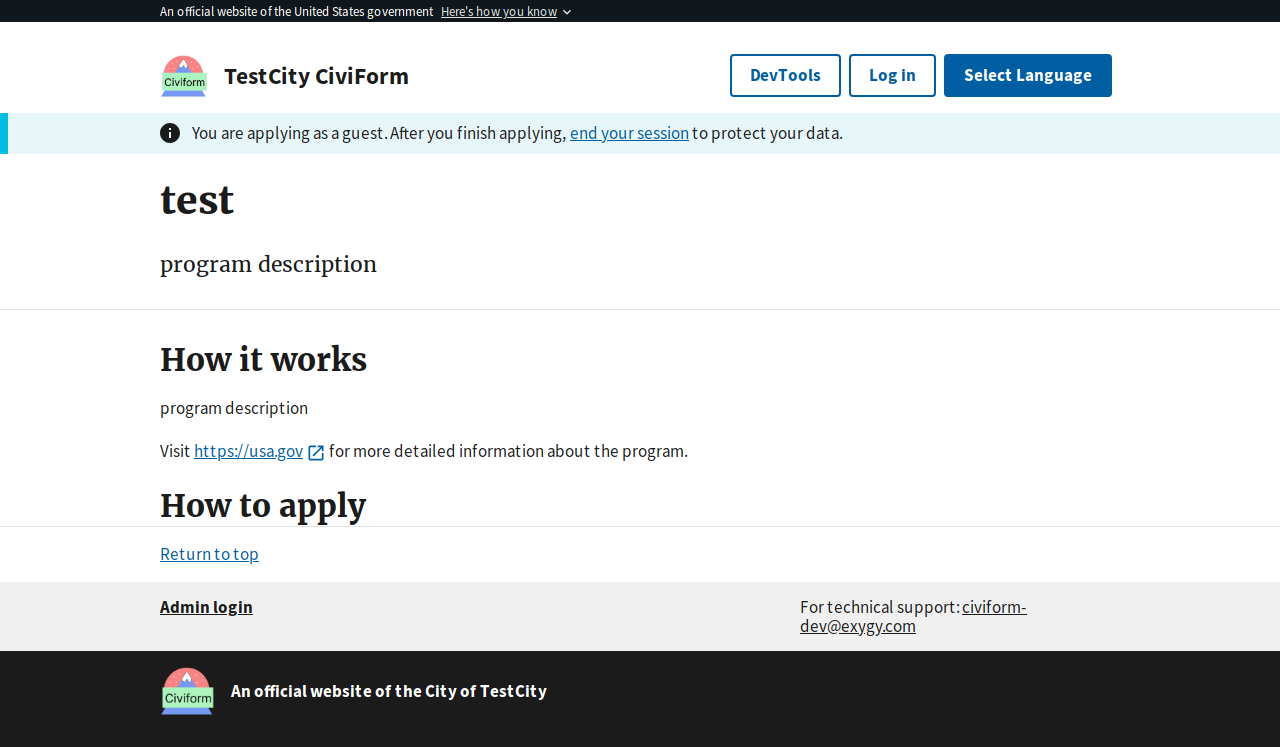 An official website of the United States government Here's how you know
Civiform
TestCity CiviForm
DevTools
Log in
Select Language
You are applying as a guest. After you finish applying, end your session to protect your data.
test
program description
How it works
program description
Visit https://usa.gov for more detailed information about the program.
How to apply
Return to top
Admin login
For technical support: civiform-
dev@exygy.com
Civiform
An official website of the City of TestCity